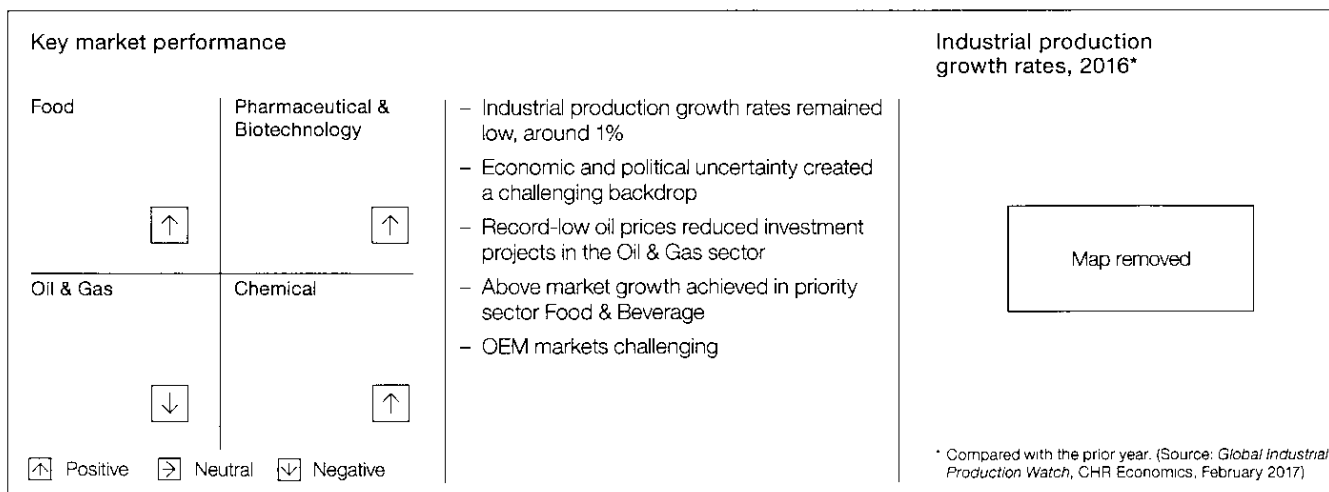 Key market performance
Food
Pharmaceutical &
Biotechnology
Oil & Gas
Chemical
Positive
Neutral
Negative
– Industrial production growth rates remained
low, around 1%
– Economic and political uncertainty created
a challenging backdrop
– Record-low oil prices reduced investment
projects in the Oil & Gas sector
– Above market growth achieved in priority
sector Food & Beverage
– OEM markets challenging
Industrial production
growth rates, 2016*
Map removed
* Compared with the prior year. (Source: Global Industrial
Production Watch, CHR Economics, February 2017)